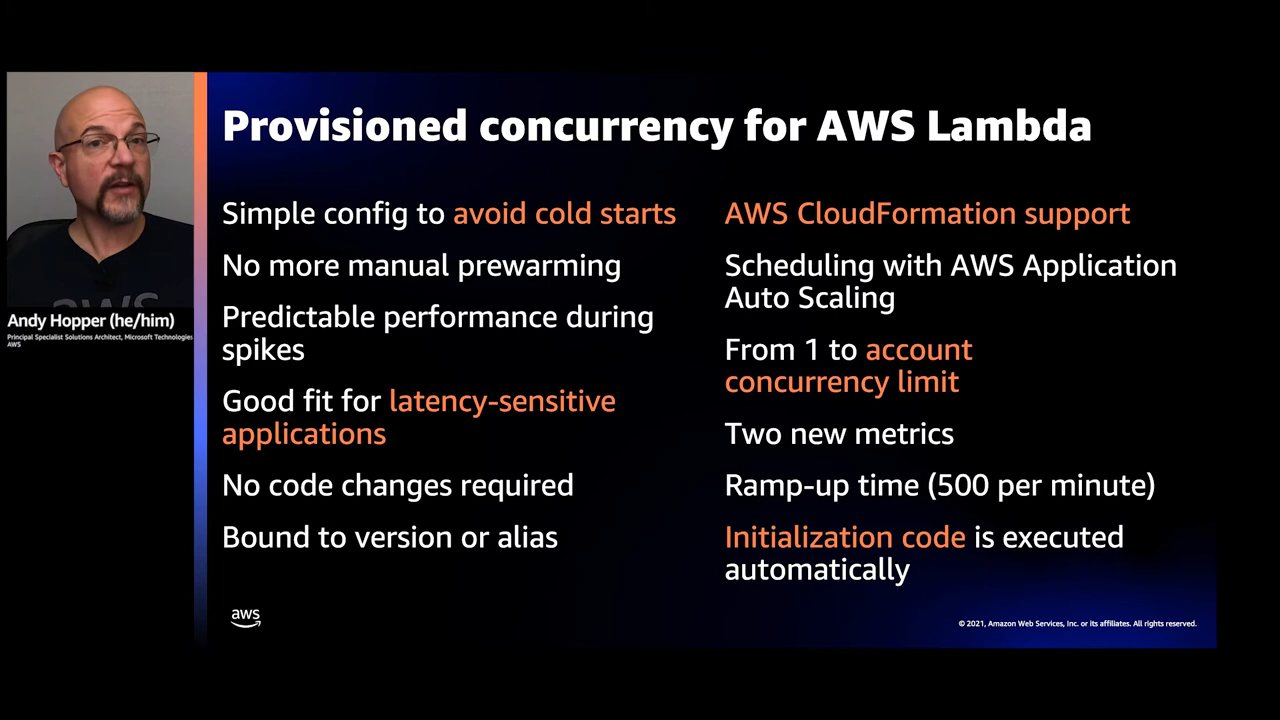 Provisioned concurrency for AWS Lambda
Simple config to avoid cold starts
No more manual prewarming
Predictable performance during
spikes
Good fit for latency-sensitive
applications
No code changes required
Bound to version or alias
AWS CloudFormation support
Scheduling with AWS Application
Auto Scaling
From 1 to account
concurrency limit
Two new metrics
Ramp-up time (500 per minute)
Initialization code is executed
automatically
aws
Andy Hopper (he/him)
Principal Specialist Solutions Architect, Microsoft Technologies
AWS
aws
© 2021, Amazon Web Services, Inc. or its affiliates. All rights reserved.